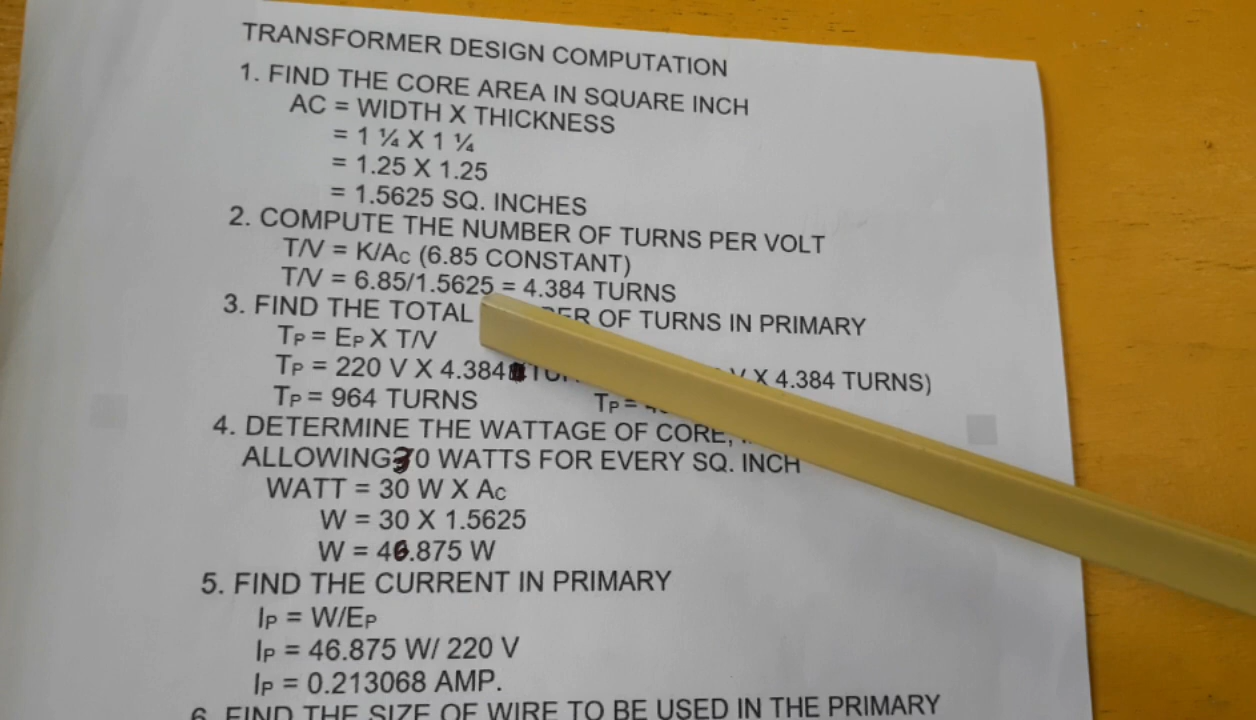 TRANSFORMER DESIGN COMPUTATION
1. FIND THE CORE AREA IN SQUARE INCH
AC = WIDTH X THICKNESS
= 1 ¼ X 1 ¼
= 1.25 X 1.25
= 1.5625 SQ. INCHES
2. COMPUTE THE NUMBER OF TURNS PER VOLT
T/V = K/AC (6.85 CONSTANT)
T/V = 6.85/1.5625 = 4.384 TURNS
3. FIND THE TOTAL OF TURNS IN PRIMARY
TP = EP X T/V
TP = 220 V X 4.384 V X 4.384 TURNS)
TP = 964 TURNS TP =
4. DETERMINE THE WATTAGE OF CORE,
ALLOWING 30 WATTS FOR EVERY SQ. INCH
WATT = 30 W X AC
W = 30 X 1.5625
W = 46.875 W
5. FIND THE CURRENT IN PRIMARY
IP = W/EP
IP = 46.875 W/ 220 V
IP = 0.213068 AMP.
6. FIND THE SIZE OF WIRE TO BE USED IN THE PRIMARY